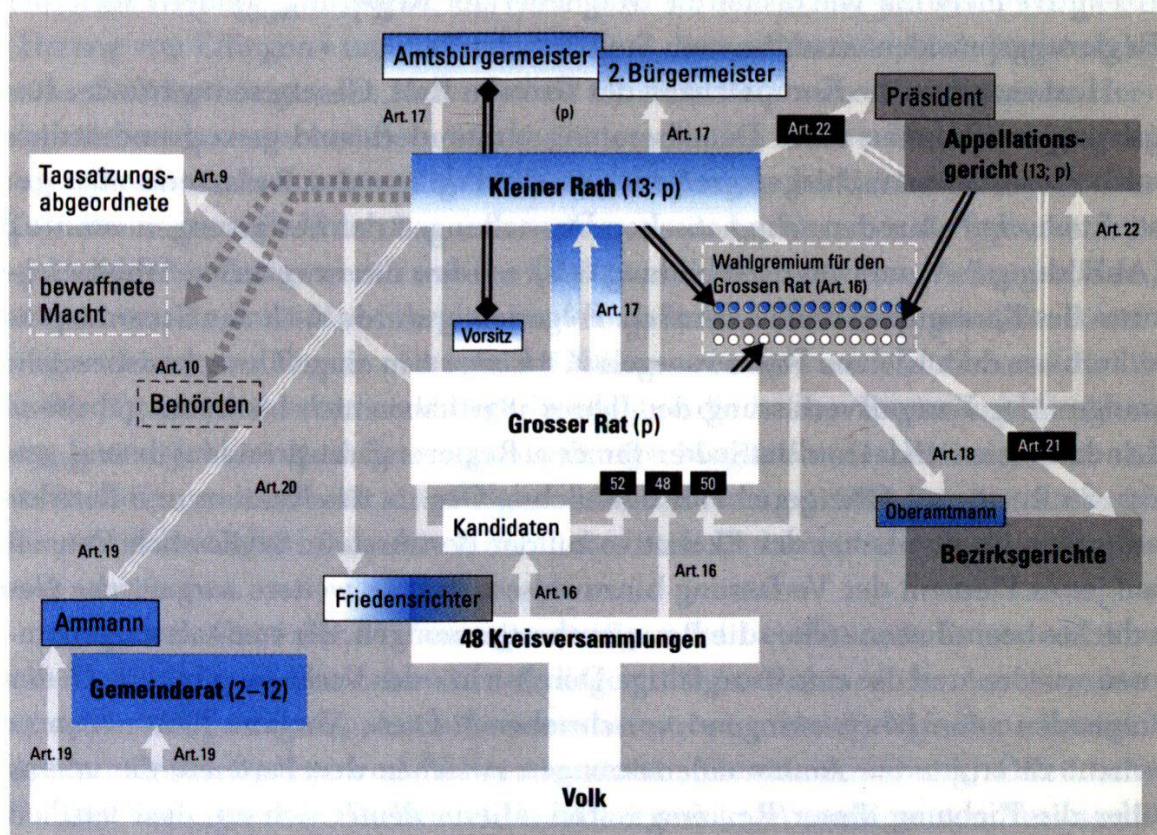 Amtsbürgermeister
2. Bürgermeister
Präsident
Art. 17
(p)
Art. 17
Art. 22
Appellations-
gericht (13; p)
Tagsatzungs-
abgeordnete
Art. 9
Kleiner Rath (13; p)
Art. 22
Wahlgremium für den
Grossen Rat (Art. 16)
bewaffnete
Macht
Art. 17
Vorsitz
Art. 10
Behörden
Grosser Rat (p)
Art. 21
Art. 18
52
48
50
Art. 20
Kandidaten
Oberamtmann
Bezirksgerichte
Art. 19
Friedensrichter
Art. 16
Art. 16
Ammann
48 Kreisversammlungen
Gemeinderat (2–12)
Art. 19
Art. 19
Volk